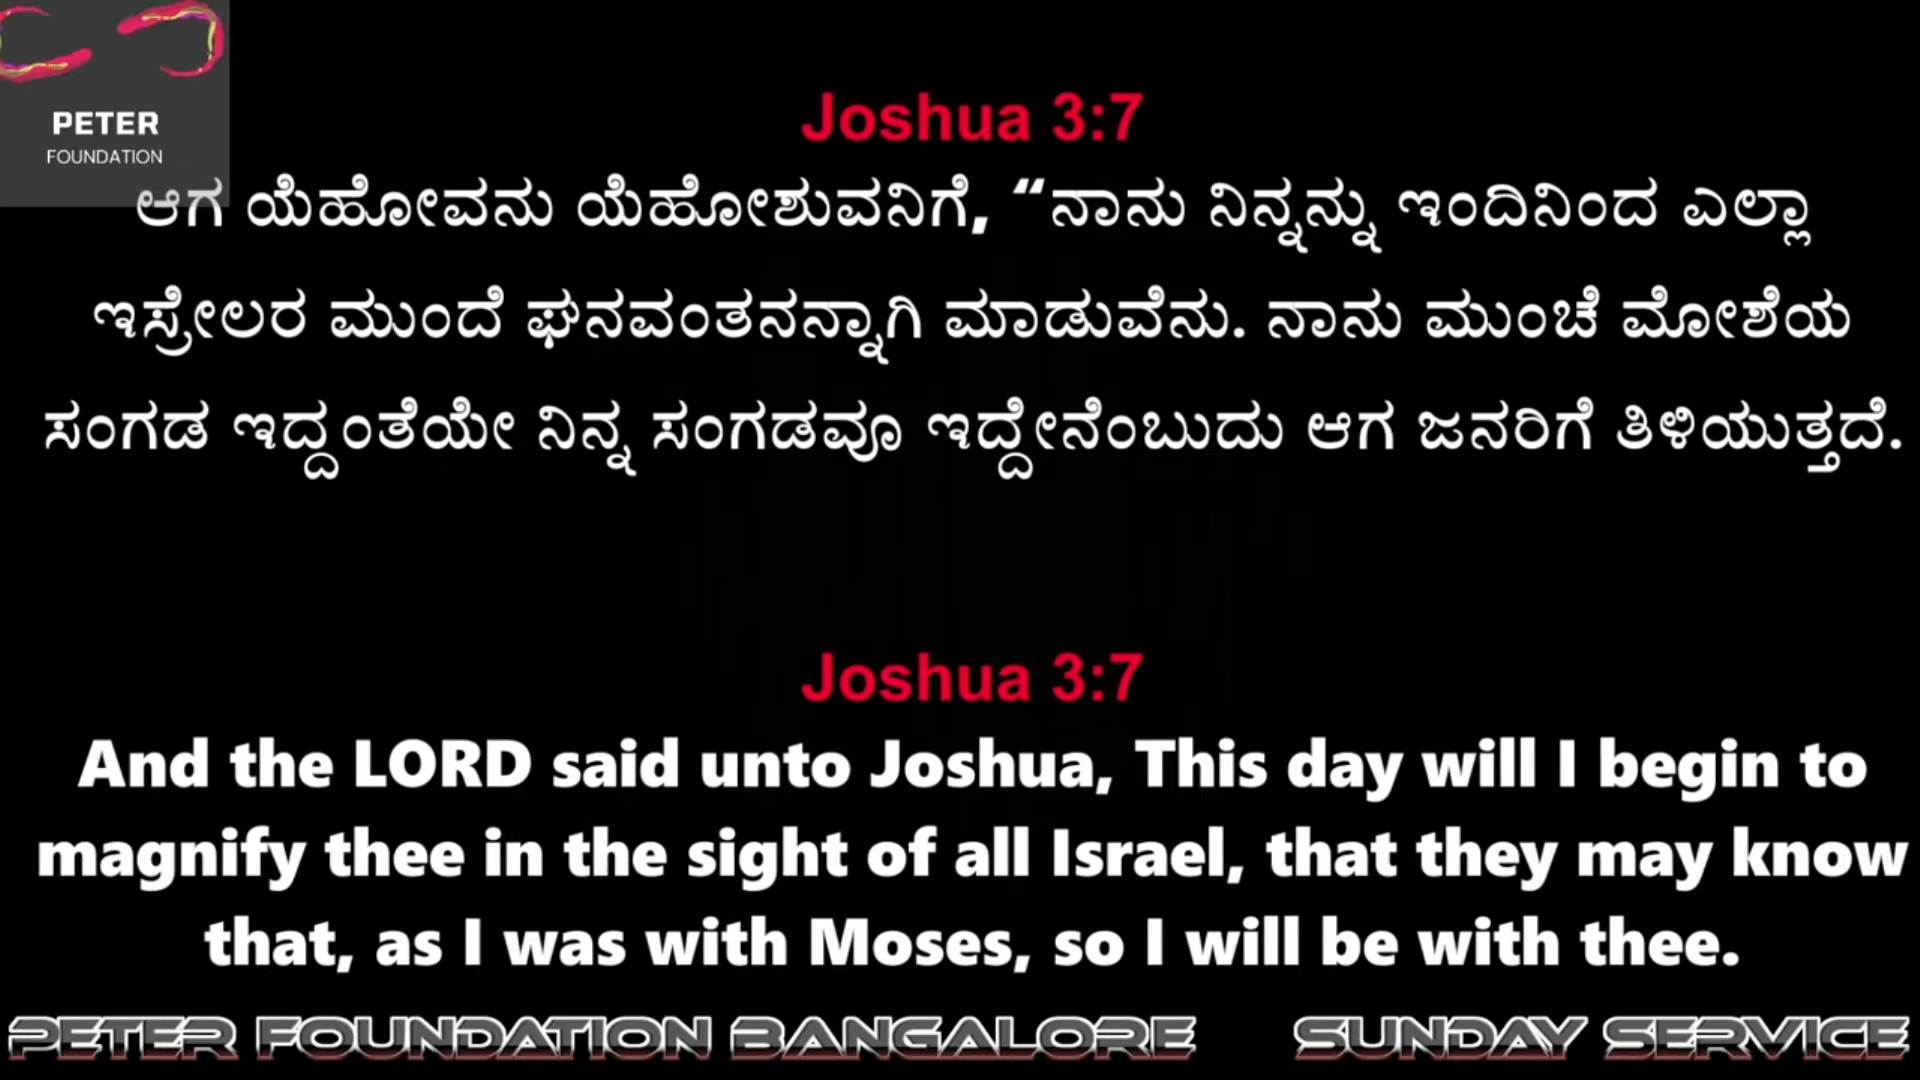 PETER
FOUNDATION
Joshua 3:7
ಆಗ ಯೆಹೋವನು ಯೆಹೋಶುವನಿಗೆ, “ನಾನು ನಿನ್ನನ್ನು ಇಂದಿನಿಂದ ಎಲ್ಲಾ
ಇಸ್ರೇಲರ ಮುಂದೆ ಘನವಂತನನ್ನಾಗಿ ಮಾಡುವೆನು. ನಾನು ಮುಂಚೆ ಮೋಶೆಯ
ಸಂಗಡ ಇದ್ದಂತೆಯೇ ನಿನ್ನ ಸಂಗಡವೂ ಇದ್ದೇನೆಂಬುದು ಆಗ ಜನರಿಗೆ ತಿಳಿಯುತ್ತದೆ.
Joshua 3:7
And the LORD said unto Joshua, This day will I begin to
magnify thee in the sight of all Israel, that they may know
that, as I was with Moses, so I will be with thee.
PETER FOUNDATION BANGALORE SUNDAY SERVICE